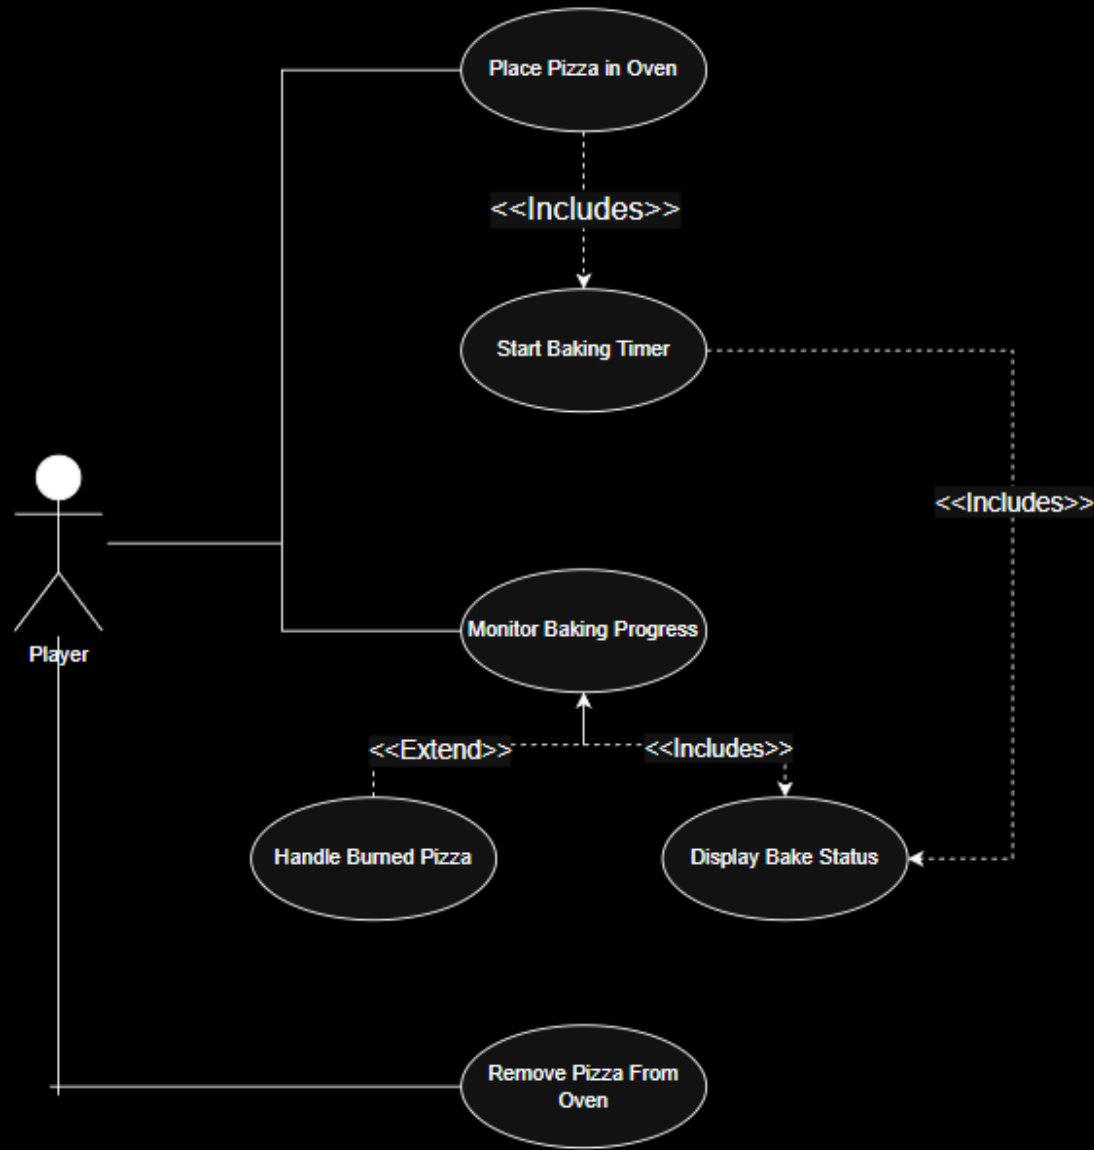 Place Pizza in Oven
<<Includes>>
Start Baking Timer
<<Includes>>
Monitor Baking Progress
Player
<<Extend>>
<<Includes>>
Handle Burned Pizza
Display Bake Status
Remove Pizza From
Oven